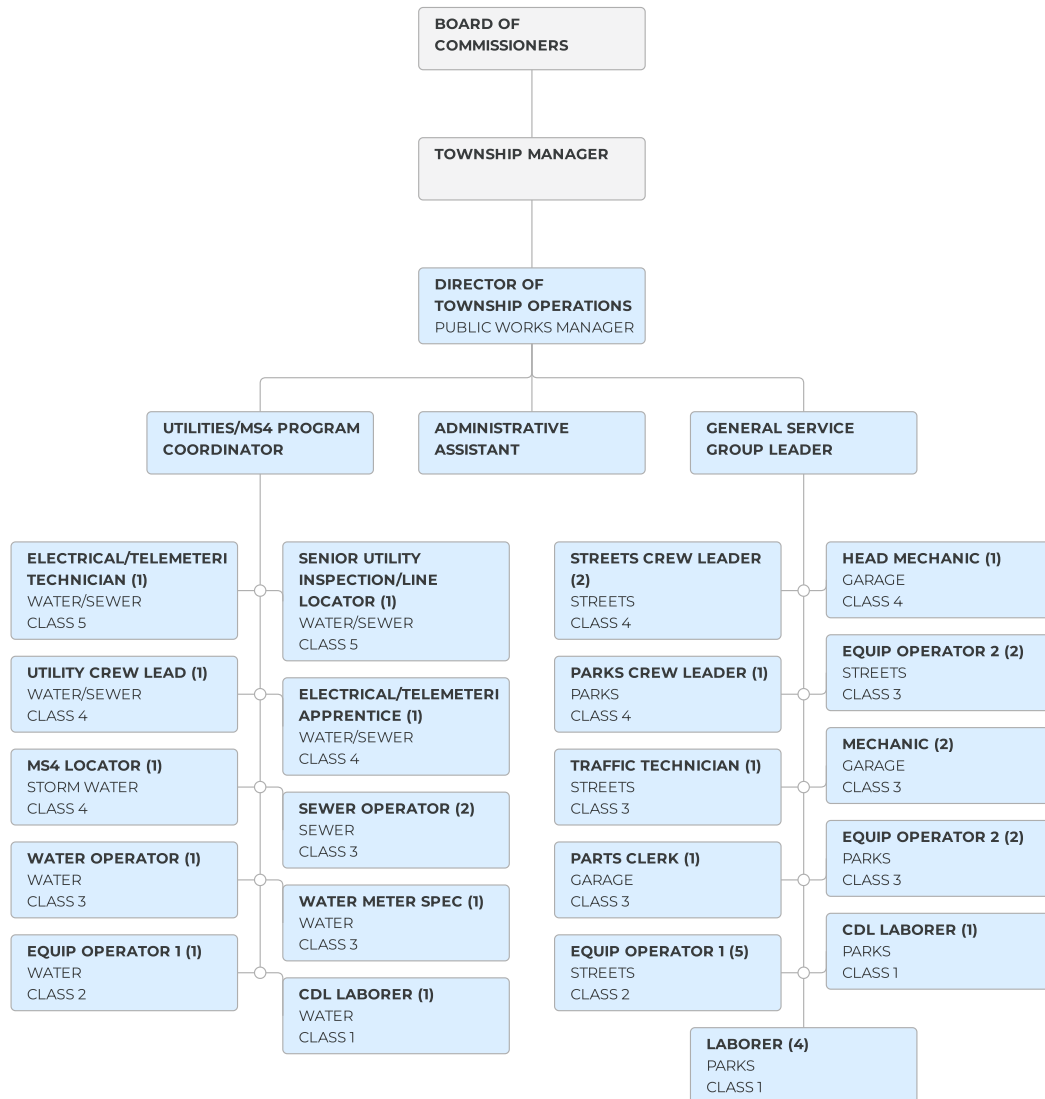 BOARD OF
COMMISSIONERS
TOWNSHIP MANAGER
DIRECTOR OF
TOWNSHIP OPERATIONS
PUBLIC WORKS MANAGER
UTILITIES/MS4 PROGRAM
COORDINATOR
ADMINISTRATIVE
ASSISTANT
GENERAL SERVICE
GROUP LEADER
ELECTRICAL/TELEMETERI
TECHNICIAN (1)
WATER/SEWER
CLASS 5
SENIOR UTILITY
INSPECTION/LINE
LOCATOR (1)
WATER/SEWER
CLASS 5
UTILITY CREW LEAD (1)
WATER/SEWER
CLASS 4
ELECTRICAL/TELEMETERI
APPRENTICE (1)
WATER/SEWER
CLASS 4
MS4 LOCATOR (1)
STORM WATER
CLASS 4
SEWER OPERATOR (2)
SEWER
CLASS 3
WATER OPERATOR (1)
WATER
CLASS 3
WATER METER SPEC (1)
WATER
CLASS 3
EQUIP OPERATOR 1 (1)
WATER
CLASS 2
CDL LABORER (1)
WATER
CLASS 1
STREETS CREW LEADER
(2)
STREETS
CLASS 4
HEAD MECHANIC (1)
GARAGE
CLASS 4
PARKS CREW LEADER (1)
PARKS
CLASS 4
EQUIP OPERATOR 2 (2)
STREETS
CLASS 3
TRAFFIC TECHNICIAN (1)
STREETS
CLASS 3
MECHANIC (2)
GARAGE
CLASS 3
PARTS CLERK (1)
GARAGE
CLASS 3
EQUIP OPERATOR 2 (2)
PARKS
CLASS 3
EQUIP OPERATOR 1 (5)
STREETS
CLASS 2
CDL LABORER (1)
PARKS
CLASS 1
LABORER (4)
PARKS
CLASS 1